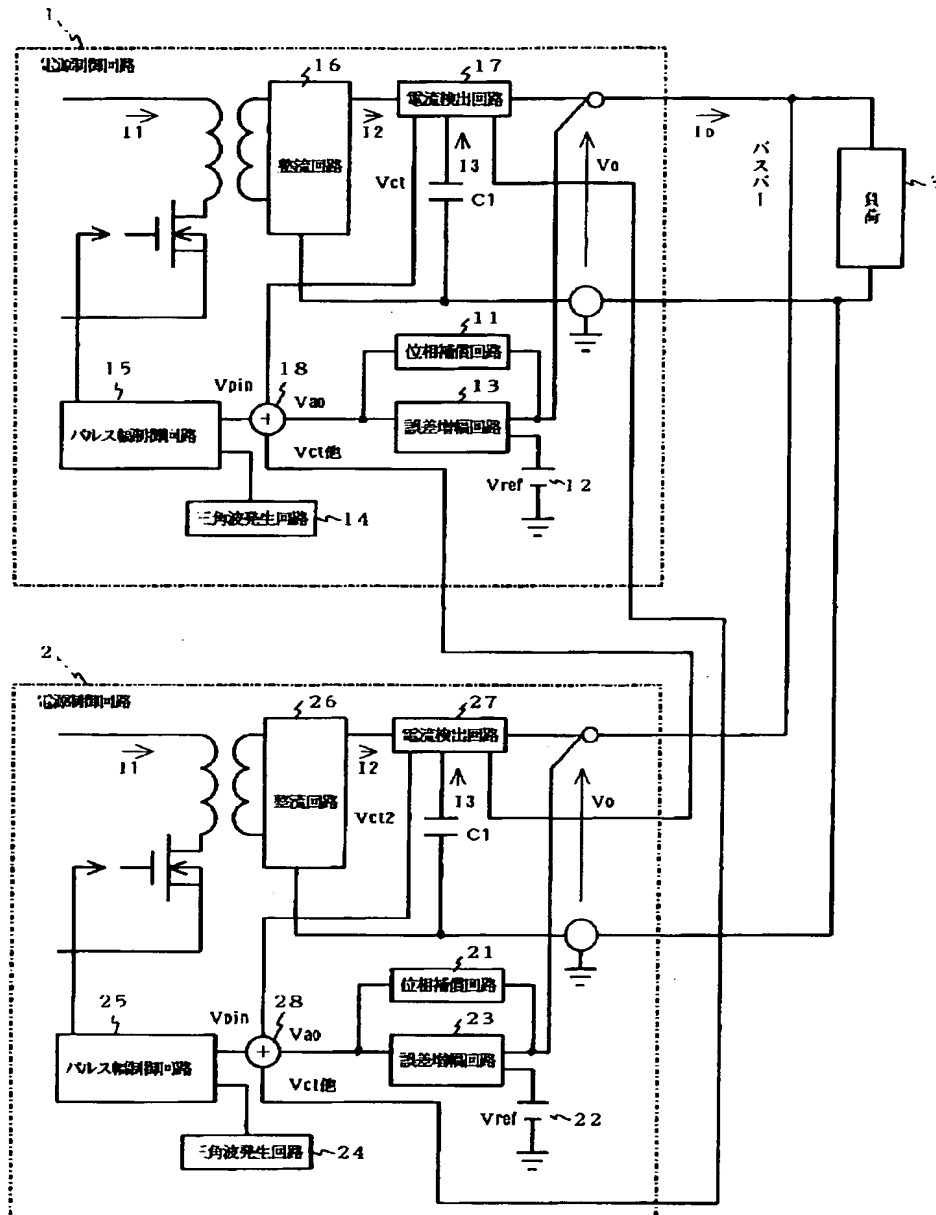 1
電源制御回路
16
17
電流検出回路
I1
I2
Io
整流回路
Vct
I3
C1
Vo
バスバー
負荷
11
位相補償回路
15
18
13
Vpin
Vao
パルス幅制御回路
誤差増幅回路
Vct他
Vref
12
三角波発生回路
14
2
電源制御回路
26
27
電流検出回路
I1
I2
整流回路
Vct2
I3
C1
Vo
21
位相補償回路
25
28
23
Vpin
Vao
パルス幅制御回路
誤差増幅回路
Vct他
Vref
22
三角波発生回路
24